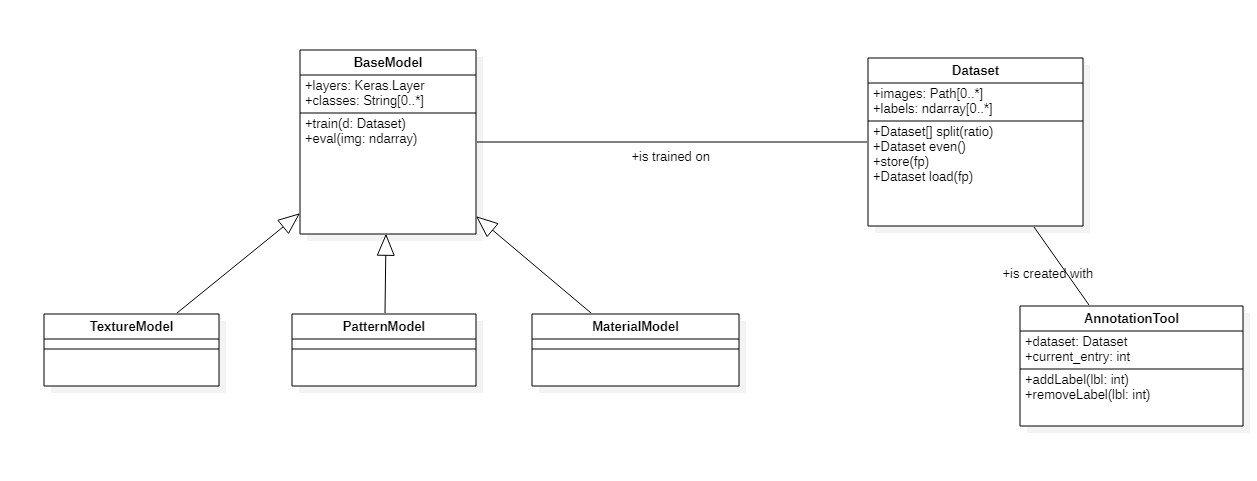 BaseModel
+layers: Keras.Layer
+classes: String[0..*]
+train(d: Dataset)
+eval(img: ndarray)
+is trained on
Dataset
+images: Path[0..*]
+labels: ndarray[0..*]
+Dataset[] split(ratio)
+Dataset even()
+store(fp)
+Dataset load(fp)
+is created with
TextureModel
PatternModel
MaterialModel
AnnotationTool
+dataset: Dataset
+current_entry: int
+addLabel(lbl: int)
+removeLabel(lbl: int)